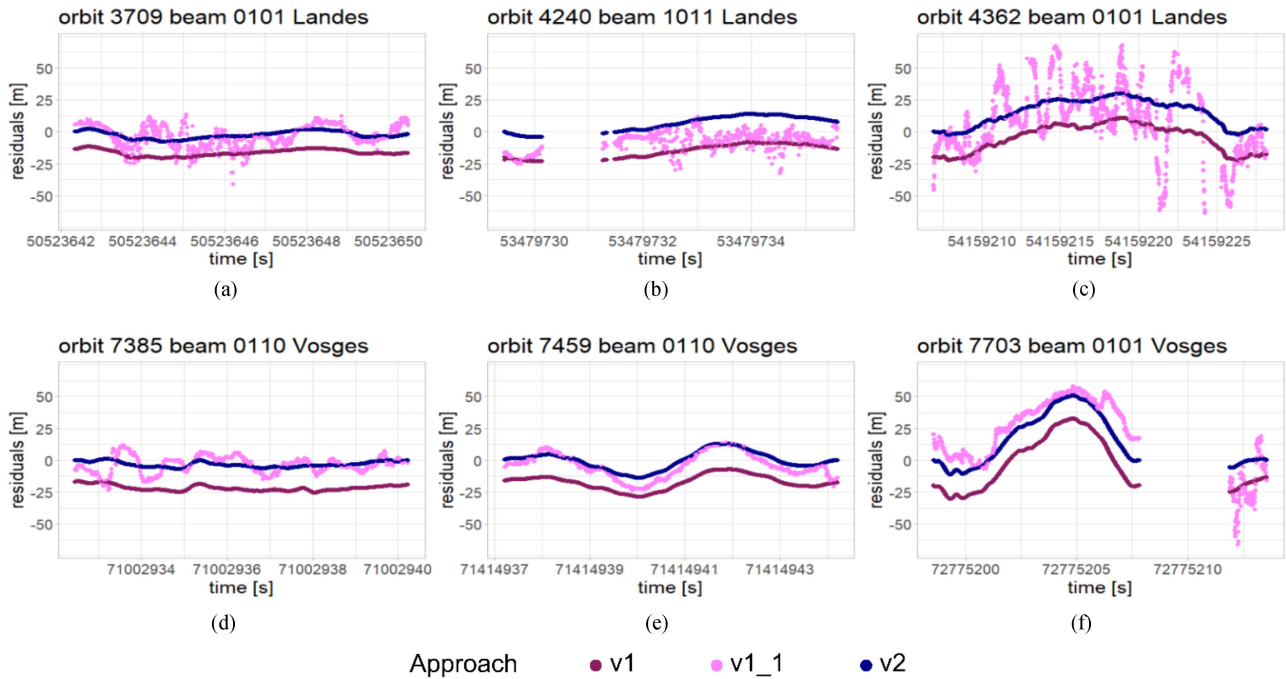 orbit 3709 beam 0101 Landes
orbit 4240 beam 1011 Landes
orbit 4362 beam 0101 Landes
residuals [m]
50
25
0
-25
-50
50523642 50523644 50523646 50523648 50523650
time [s]
(a)
residuals [m]
50
25
0
-25
-50
53479730 53479732 53479734
time [s]
(b)
residuals [m]
50
25
0
-25
-50
54159210 54159215 54159220 54159225
time [s]
(c)
orbit 7385 beam 0110 Vosges
orbit 7459 beam 0110 Vosges
orbit 7703 beam 0101 Vosges
residuals [m]
50
25
0
-25
-50
71002934 71002936 71002938 71002940
time [s]
(d)
residuals [m]
50
25
0
-25
-50
71414937 71414939 71414941 71414943
time [s]
(e)
residuals [m]
50
25
0
-25
-50
72775200 72775205 72775210
time [s]
(f)
Approach v1 v1_1 v2